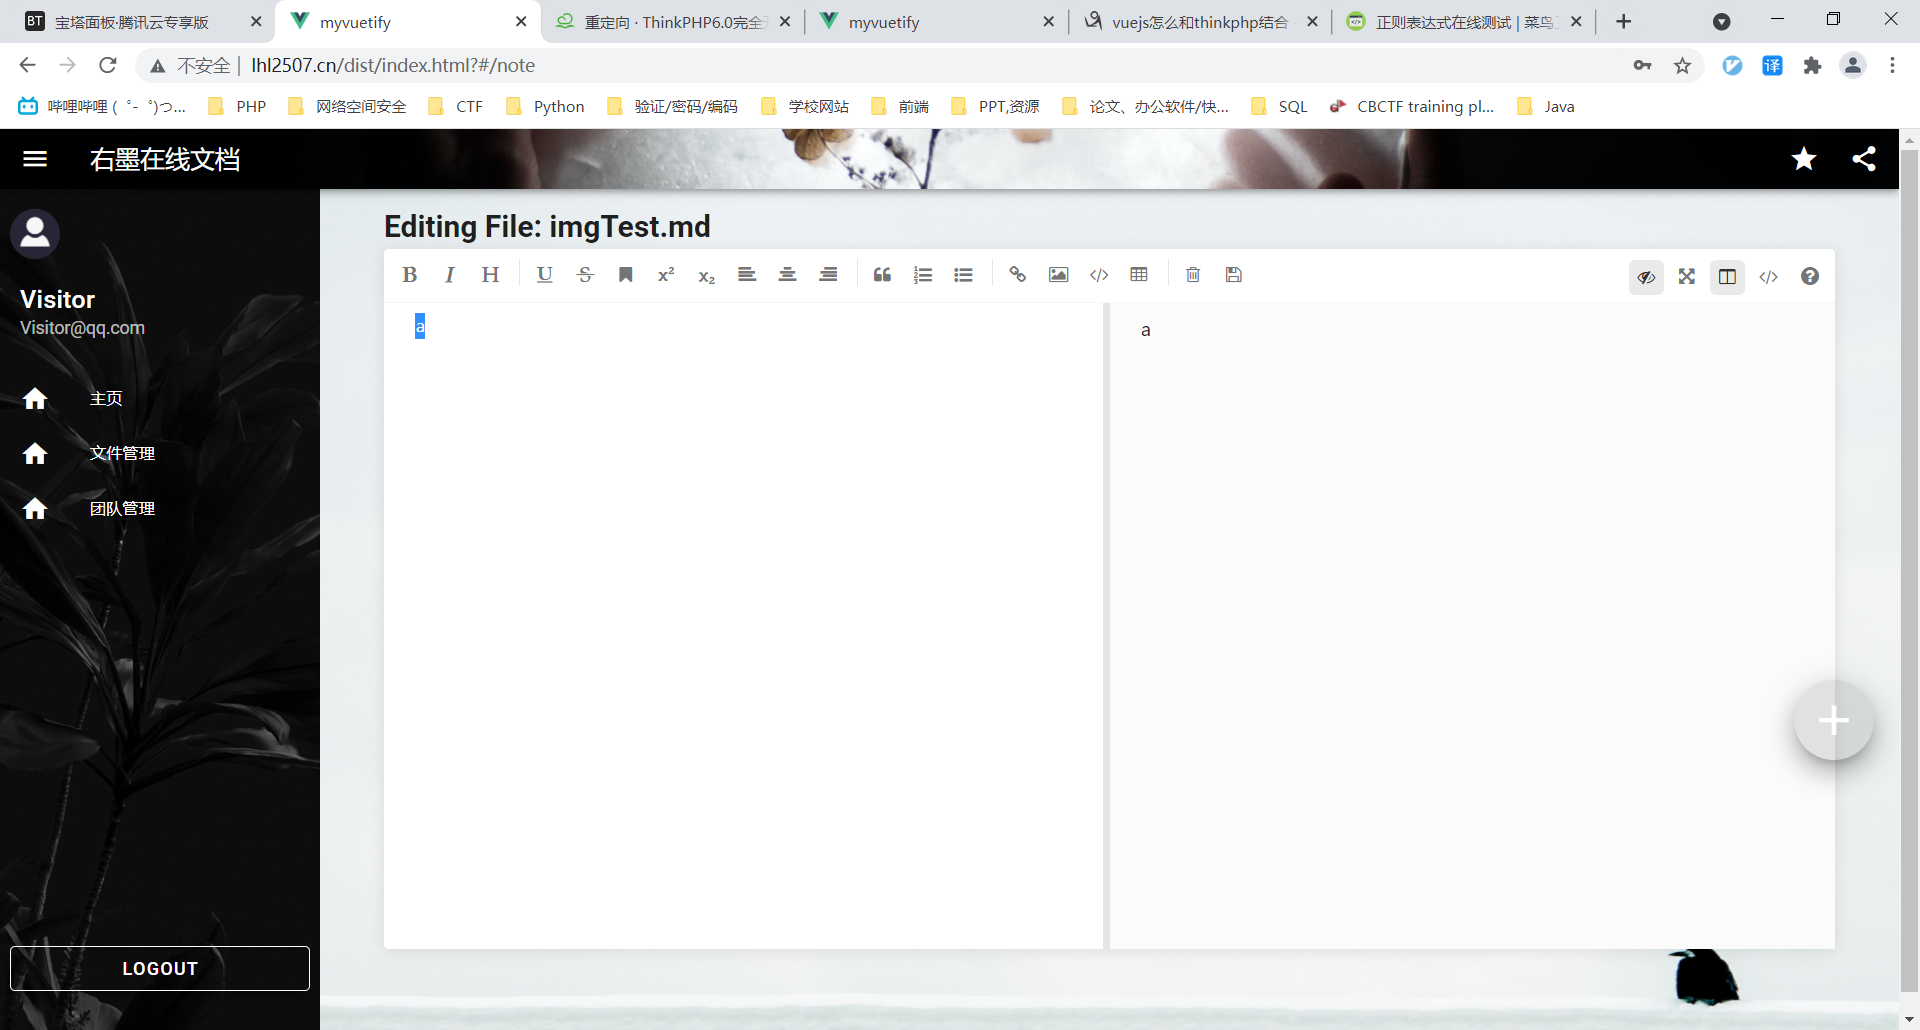 宝塔面板·腾讯云专享版
myvuetify
重定向 · ThinkPHP6.0完全
myvuetify
vuejs怎么和thinkphp结合
正则表达式在线测试 | 菜鸟
不安全 | lhl2507.cn/dist/index.html?#/note
哔哩哔哩 ( ゜- ゜)つ...
PHP
网络空间安全
CTF
Python
验证/密码/编码
学校网站
前端
PPT,资源
论文、办公软件/快...
SQL
CBCTF training pl...
Java
右墨在线文档
Visitor
Visitor@qq.com
主页
文件管理
团队管理
LOGOUT
Editing File: imgTest.md
a
a